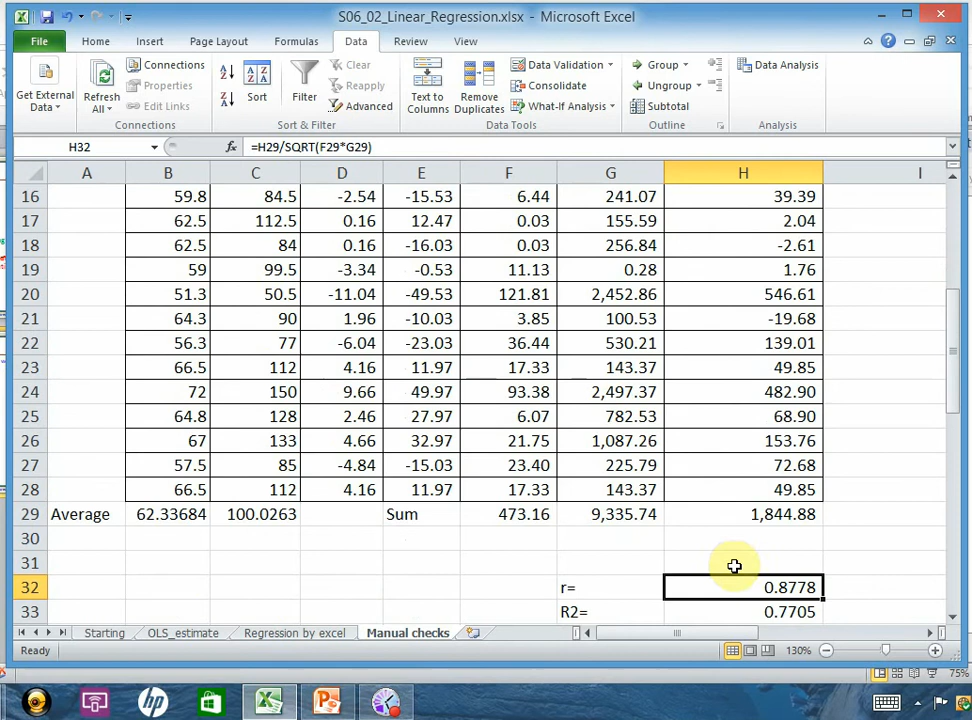 S06_02_Linear_Regression.xlsx - Microsoft Excel
File Home Insert Page Layout Formulas Data Review View
Get External Data
Refresh All
Connections
Properties
Edit Links
Connections
Sort
Filter
Clear
Reapply
Advanced
Sort & Filter
Text to Columns
Remove Duplicates
Data Validation
Consolidate
What-If Analysis
Data Tools
Group
Ungroup
Subtotal
Outline
Data Analysis
Analysis
H32 fx =H29/SQRT(F29*G29)
A B C D E F G H I
16 59.8 84.5 -2.54 -15.53 6.44 241.07 39.39
17 62.5 112.5 0.16 12.47 0.03 155.59 2.04
18 62.5 84 0.16 -16.03 0.03 256.84 -2.61
19 59 99.5 -3.34 -0.53 11.13 0.28 1.76
20 51.3 50.5 -11.04 -49.53 121.81 2,452.86 546.61
21 64.3 90 1.96 -10.03 3.85 100.53 -19.68
22 56.3 77 -6.04 -23.03 36.44 530.21 139.01
23 66.5 112 4.16 11.97 17.33 143.37 49.85
24 72 150 9.66 49.97 93.38 2,497.37 482.90
25 64.8 128 2.46 27.97 6.07 782.53 68.90
26 67 133 4.66 32.97 21.75 1,087.26 153.76
27 57.5 85 -4.84 -15.03 23.40 225.79 72.68
28 66.5 112 4.16 11.97 17.33 143.37 49.85
29 Average 62.33684 100.0263 Sum 473.16 9,335.74 1,844.88
30
31
32 r= 0.8778
33 R2= 0.7705
Starting OLS_estimate Regression by excel Manual checks
Ready 130%
75%
hp